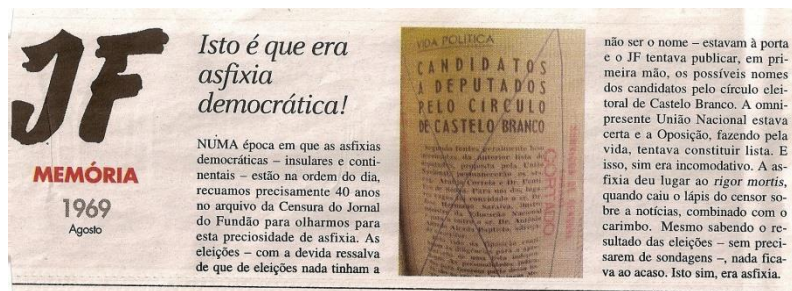 JF
MEMÓRIA
1969
Agosto
Isto é que era
asfixia
democrática!
NUMA época em que as asfixias
democráticas – insulares e conti-
nentais – estão na ordem do dia,
recuamos precisamente 40 anos
no arquivo da Censura do Jornal
do Fundão para olharmos para
esta preciosidade de asfixia. As
eleições – com a devida ressalva
de que de eleições nada tinham a
VIDA POLÍTICA
CANDIDATOS
A DEPUTADOS
PELO CÍRCULO
DE CASTELO BRANCO
CORTADO
não ser o nome – estavam à porta
e o JF tentava publicar, em pri-
meira mão, os possíveis nomes
dos candidatos pelo círculo elei-
toral de Castelo Branco. A omni-
presente União Nacional estava
certa e a Oposição, fazendo pela
vida, tentava constituir lista. E
isso, sim era incomodativo. A as-
fixia deu lugar ao rigor mortis,
quando caiu o lápis do censor so-
bre a notícias, combinado com o
carimbo. Mesmo sabendo o re-
sultado das eleições – sem preci-
sarem de sondagens –, nada fica-
va ao acaso. Isto sim, era asfixia.